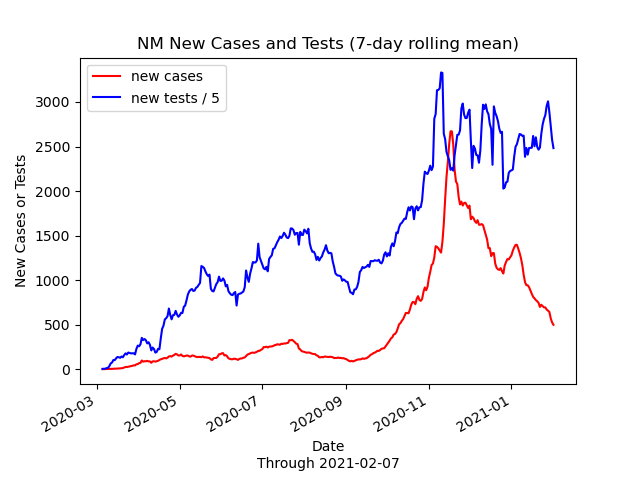 NM New Cases and Tests (7-day rolling mean)
new cases
new tests / 5
3000
2500
2000
1500
1000
500
0
New Cases or Tests
2020-03
2020-05
2020-07
2020-09
2020-11
2021-01
Date
Through 2021-02-07